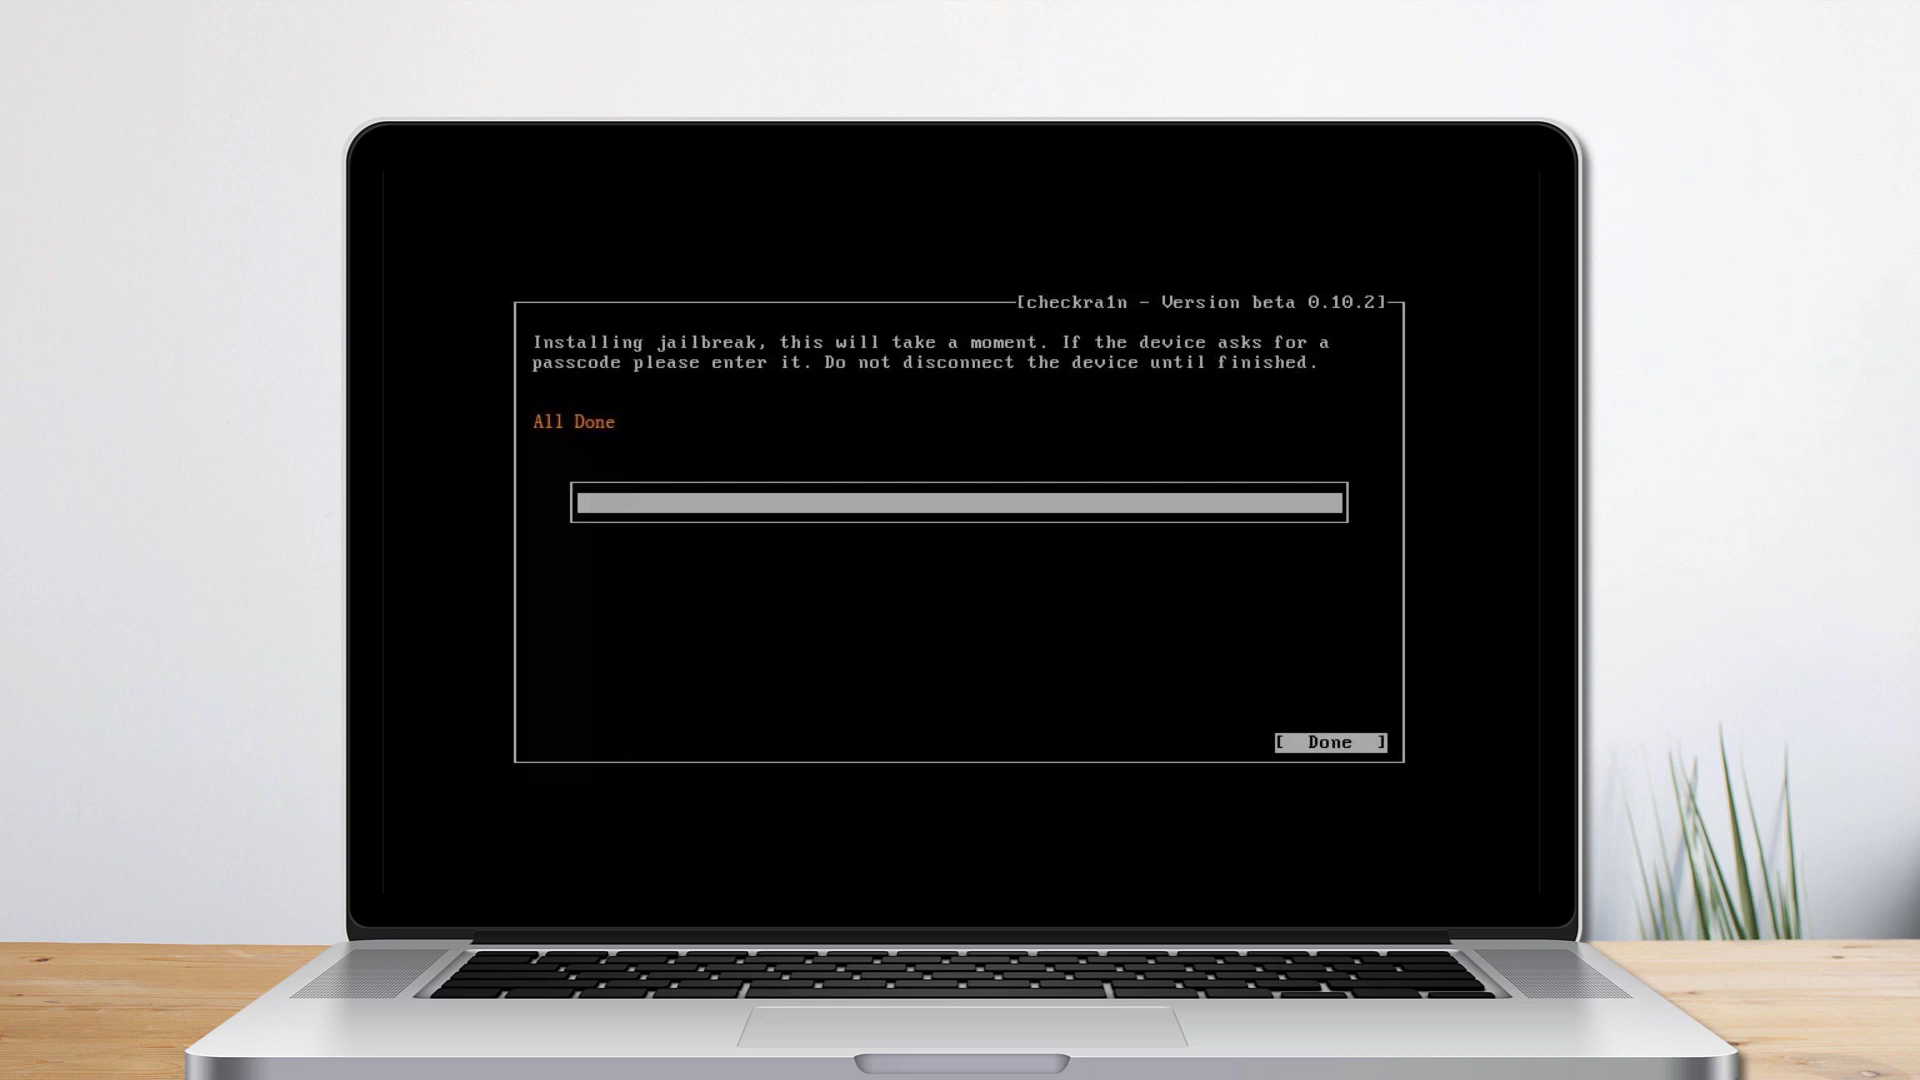 [checkra1n - Version beta 0.10.2]
Installing jailbreak, this will take a moment. If the device asks for a
passcode please enter it. Do not disconnect the device until finished.
All Done
[ Done ]